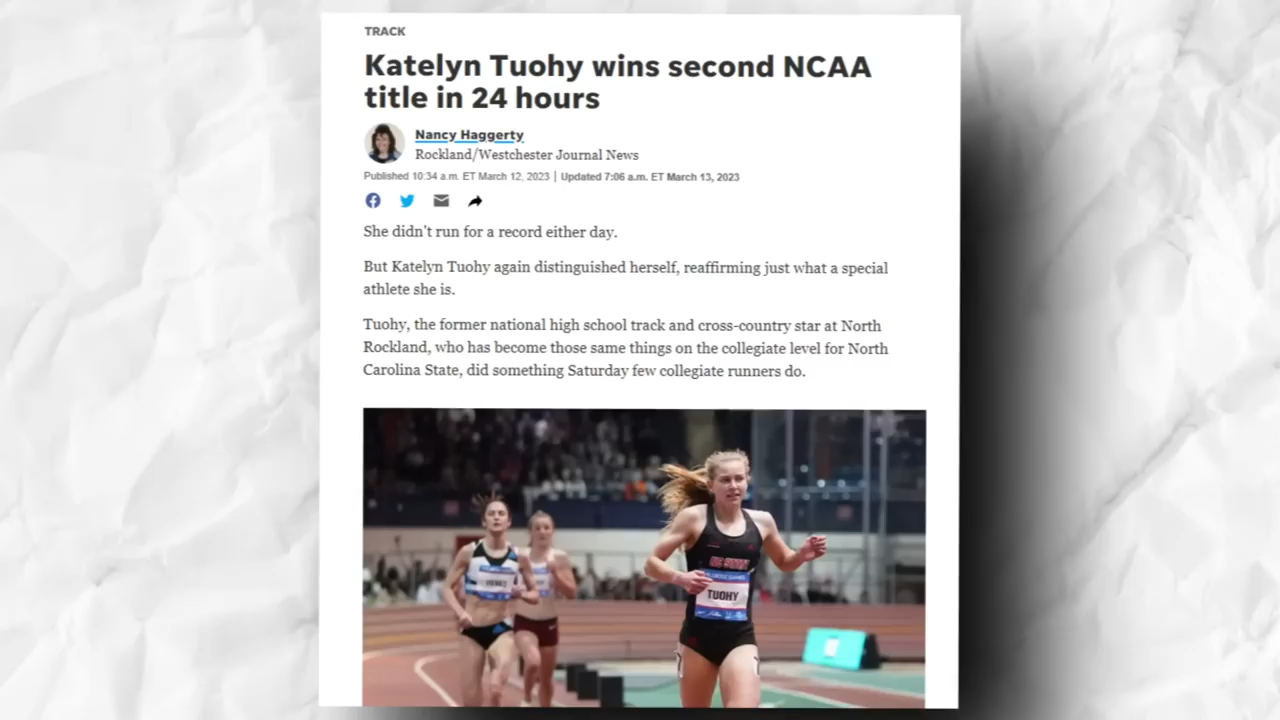 TRACK
Katelyn Tuohy wins second NCAA
title in 24 hours
Nancy Haggerty
Rockland/Westchester Journal News
Published 10:34 a.m. ET March 12, 2023 | Updated 7:06 a.m. ET March 13, 2023
She didn't run for a record either day.
But Katelyn Tuohy again distinguished herself, reaffirming just what a special
athlete she is.
Tuohy, the former national high school track and cross-country star at North
Rockland, who has become those same things on the collegiate level for North
Carolina State, did something Saturday few collegiate runners do.
TUOHY